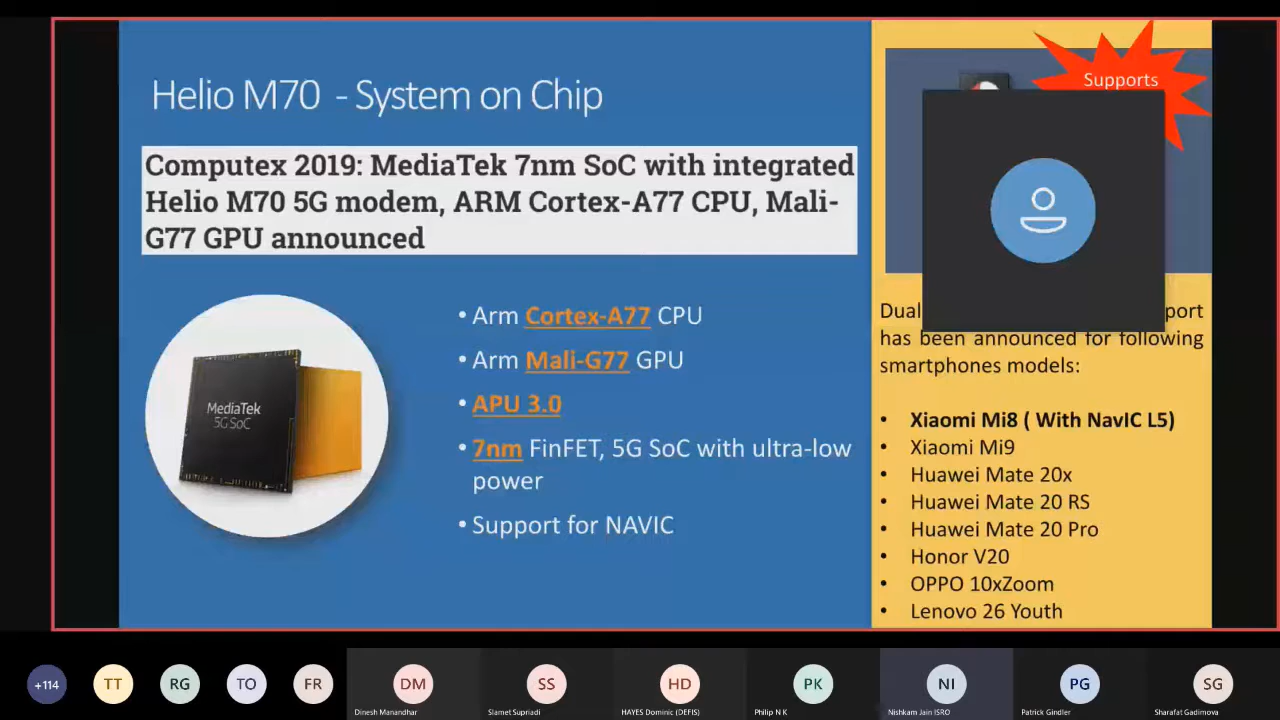 Helio M70 - System on Chip
Supports
Computex 2019: MediaTek 7nm SoC with integrated
Helio M70 5G modem, ARM Cortex-A77 CPU, Mali-
G77 GPU announced
MediaTek
5G SoC
• Arm Cortex-A77 CPU
• Arm Mali-G77 GPU
• APU 3.0
• 7nm FinFET, 5G SoC with ultra-low
power
• Support for NAVIC
has been announced for following
smartphones models:
• Xiaomi Mi8 ( With NavIC L5)
• Xiaomi Mi9
• Huawei Mate 20x
• Huawei Mate 20 RS
• Huawei Mate 20 Pro
• Honor V20
• OPPO 10xZoom
• Lenovo 26 Youth
+114
TT
RG
TO
FR
DM
SS
HD
PK
NI
PG
SG
Dinesh Manandhar
Slamet Supriadi
HAYES Dominic (DEFIS)
Philip N K
Nishkam Jain ISRO
Patrick Gindler
Sharafat Gadimova